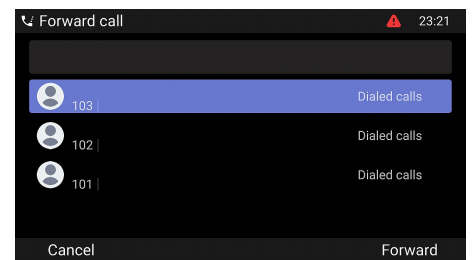 Forward call 23:21
103 | Dialed calls
102 | Dialed calls
101 | Dialed calls
Cancel Forward